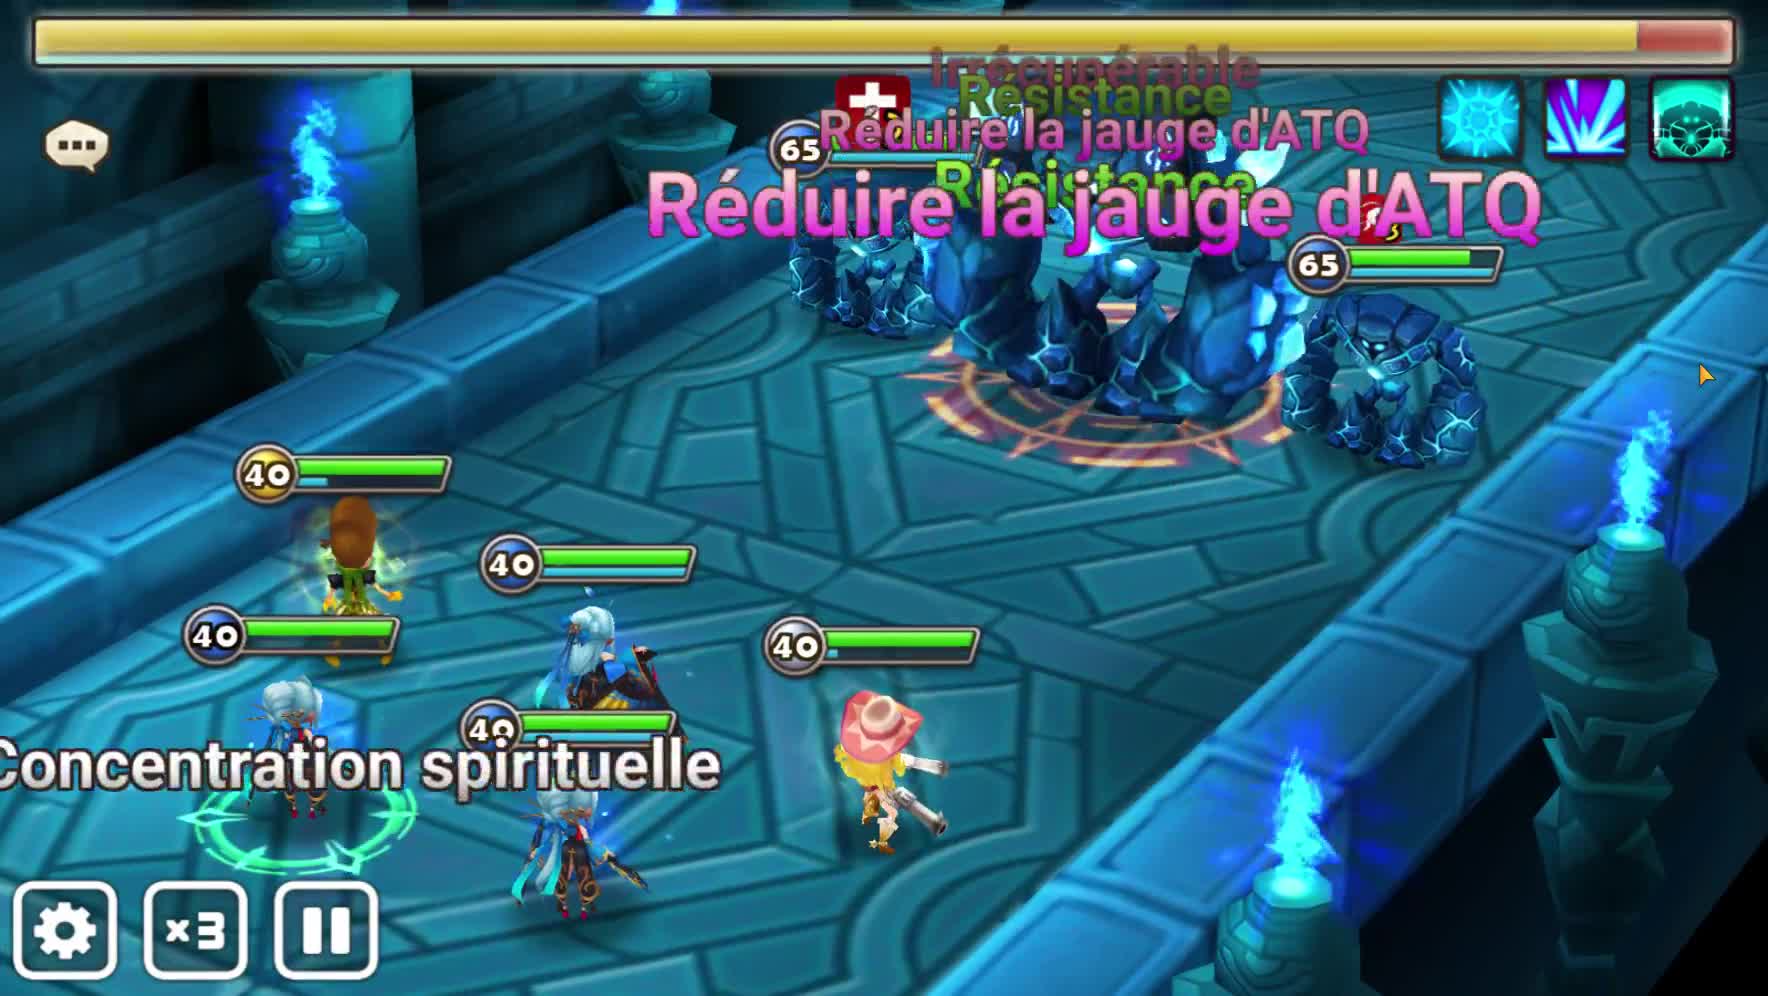 irrécupérable
Résistance
Réduire la jauge d'ATQ
65
Résistance
Réduire la jauge d'ATQ
65
40
40
40
40
40
Concentration spirituelle
×3